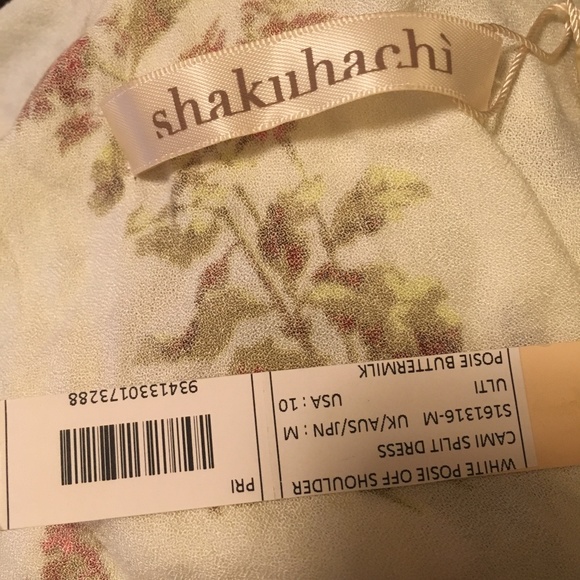 shakuhachi
WHITE POSIE OFF SHOULDER
CAMI SPLIT DRESS
S161316-M UK/AUS/JPN : M
ULTI USA : 10
POSIE BUTTERMILK
PRI
9341330173288